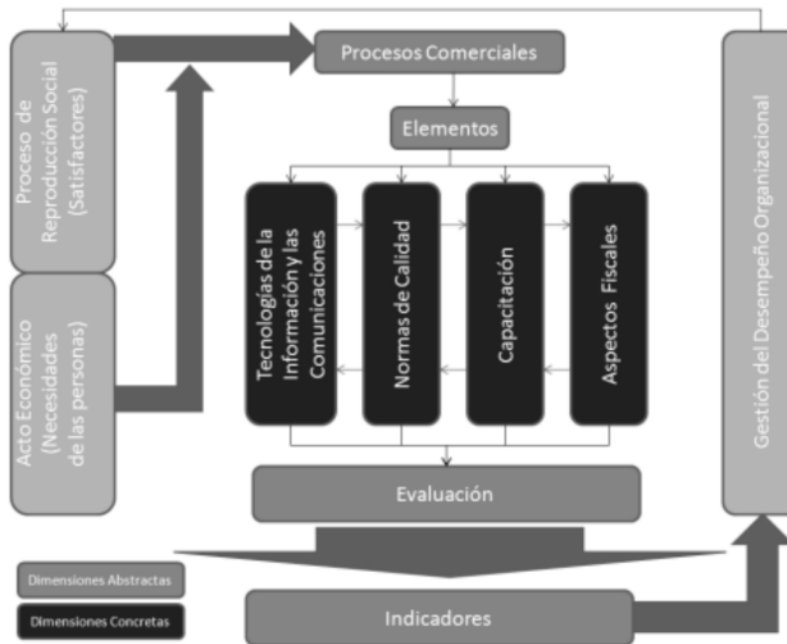 Proceso de
Reproducción Social
(Satisfactores)
Acto Económico
(Necesidades
de las personas)
Procesos Comerciales
Elementos
Tecnologías de la
Información y las
Comunicaciones
Normas de Calidad
Capacitación
Aspectos Fiscales
Evaluación
Indicadores
Gestión del Desempeño Organizacional
Dimensiones Abstractas
Dimensiones Concretas